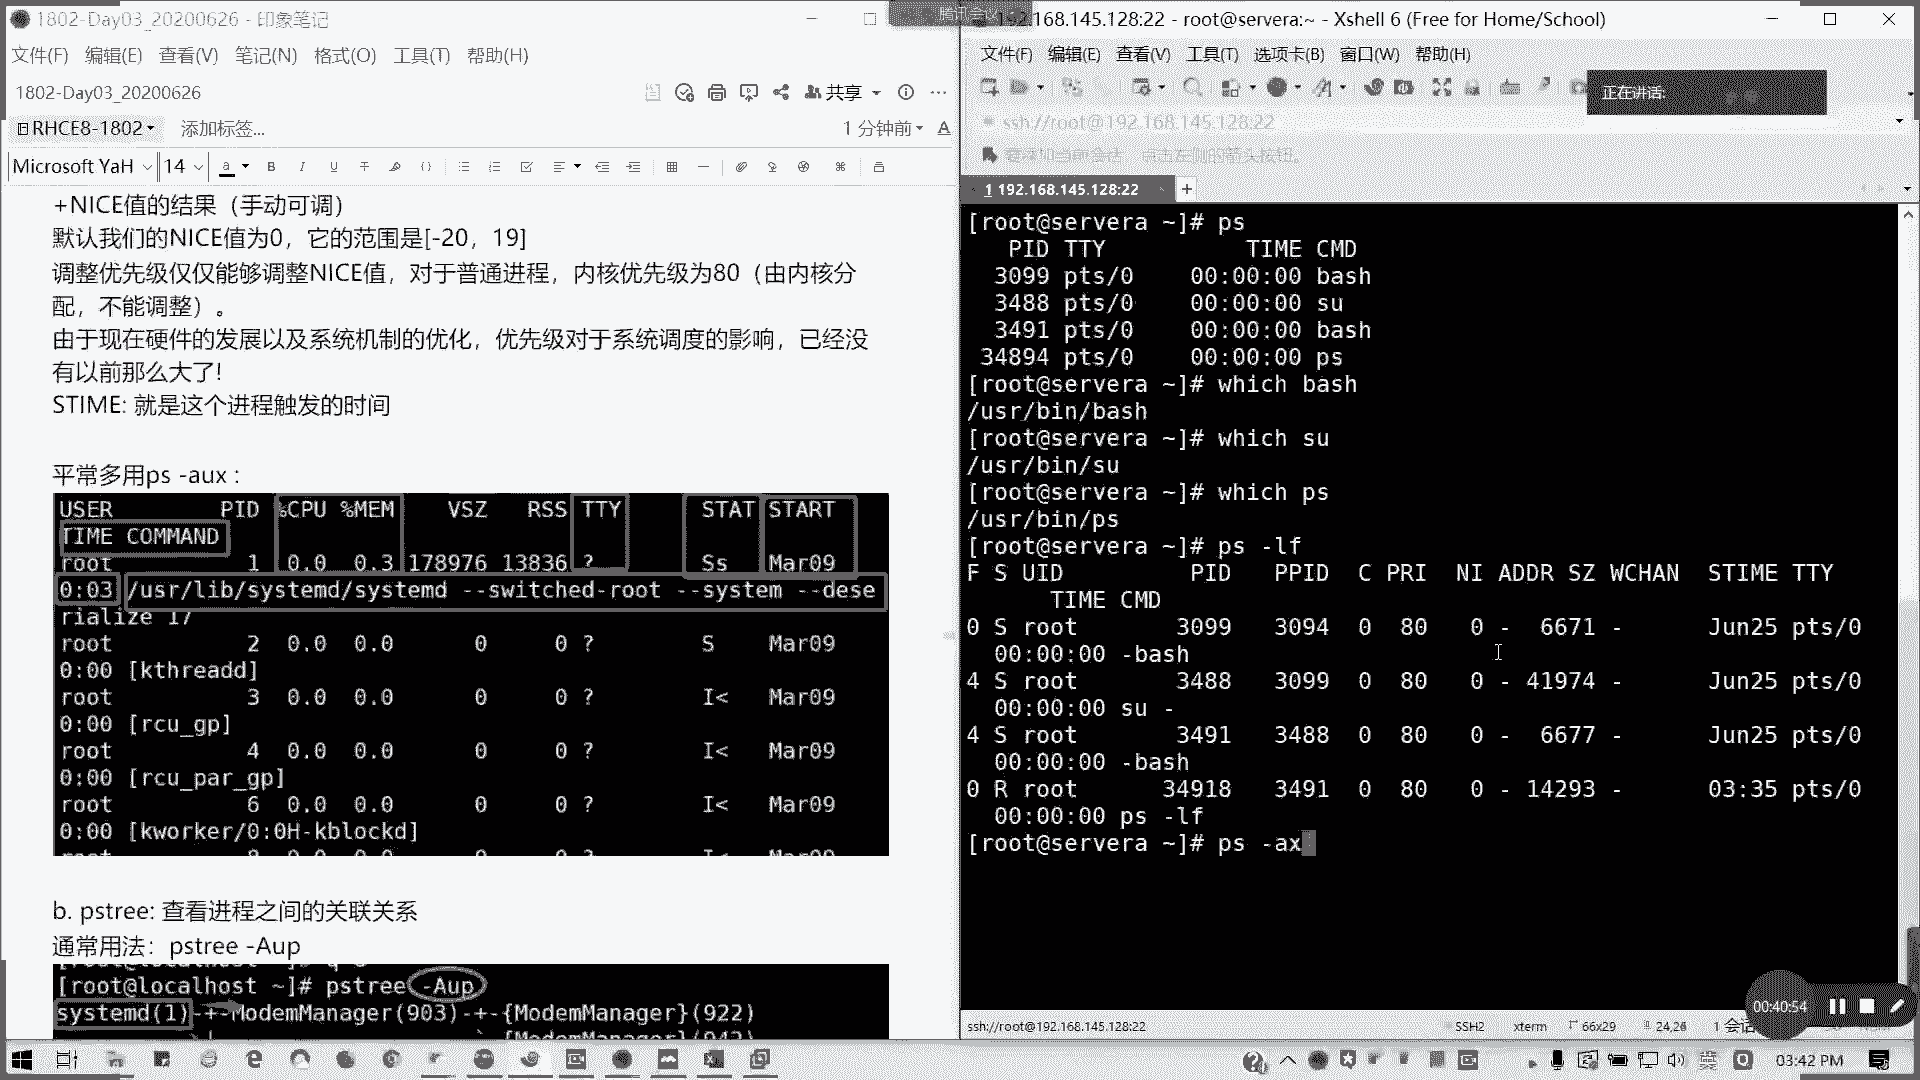 1802-Day03_20200626 - 印象笔记
文件(F) 编辑(E) 查看(V) 笔记(N) 格式(O) 工具(T) 帮助(H)
1802-Day03_20200626
共享
RHCE8-1802
添加标签...
1 分钟前
Microsoft YaH
14
+NICE值的结果（手动可调）
默认我们的NICE值为0，它的范围是[-20，19]
调整优先级仅仅能够调整NICE值，对于普通进程，内核优先级为80（由内核分
配，不能调整）。
由于现在硬件的发展以及系统机制的优化，优先级对于系统调度的影响，已经没
有以前那么大了!
STIME: 就是这个进程触发的时间
平常多用ps -aux :
USER PID %CPU %MEM VSZ RSS TTY STAT START
TIME COMMAND
root 1 0.0 0.3 178976 13836 ? Ss Mar09
0:03 /usr/lib/systemd/systemd --switched-root --system --dese
rialize 17
root 2 0.0 0.0 0 0 ? S Mar09
0:00 [kthreadd]
root 3 0.0 0.0 0 0 ? I< Mar09
0:00 [rcu_gp]
root 4 0.0 0.0 0 0 ? I< Mar09
0:00 [rcu_par_gp]
root 6 0.0 0.0 0 0 ? I< Mar09
0:00 [kworker/0:0H-kblockd]
b. pstree: 查看进程之间的关联关系
通常用法：pstree -Aup
[root@localhost ~]# pstree -Aup
systemd(1)-+-ModemManager(903)-+-{ModemManager}(922)
腾讯会议
192.168.145.128:22 - root@servera:~ - Xshell 6 (Free for Home/School)
文件(F) 编辑(E) 查看(V) 工具(T) 选项卡(B) 窗口(W) 帮助(H)
正在讲话:
ssh://root@192.168.145.128:22
要添加当前会话，点击左侧的箭头按钮。
1 192.168.145.128:22
+
[root@servera ~]# ps
PID TTY TIME CMD
3099 pts/0 00:00:00 bash
3488 pts/0 00:00:00 su
3491 pts/0 00:00:00 bash
34894 pts/0 00:00:00 ps
[root@servera ~]# which bash
/usr/bin/bash
[root@servera ~]# which su
/usr/bin/su
[root@servera ~]# which ps
/usr/bin/ps
[root@servera ~]# ps -lf
F S UID PID PPID C PRI NI ADDR SZ WCHAN STIME TTY
TIME CMD
0 S root 3099 3094 0 80 0 - 6671 - Jun25 pts/0
00:00:00 -bash
4 S root 3488 3099 0 80 0 - 41974 - Jun25 pts/0
00:00:00 su -
4 S root 3491 3488 0 80 0 - 6677 - Jun25 pts/0
00:00:00 -bash
0 R root 34918 3491 0 80 0 - 14293 - 03:35 pts/0
00:00:00 ps -lf
[root@servera ~]# ps -ax
00:40:54
ssh://root@192.168.145.128:22
SSH2
xterm
66x29
24,26
1 会话
英
03:42 PM